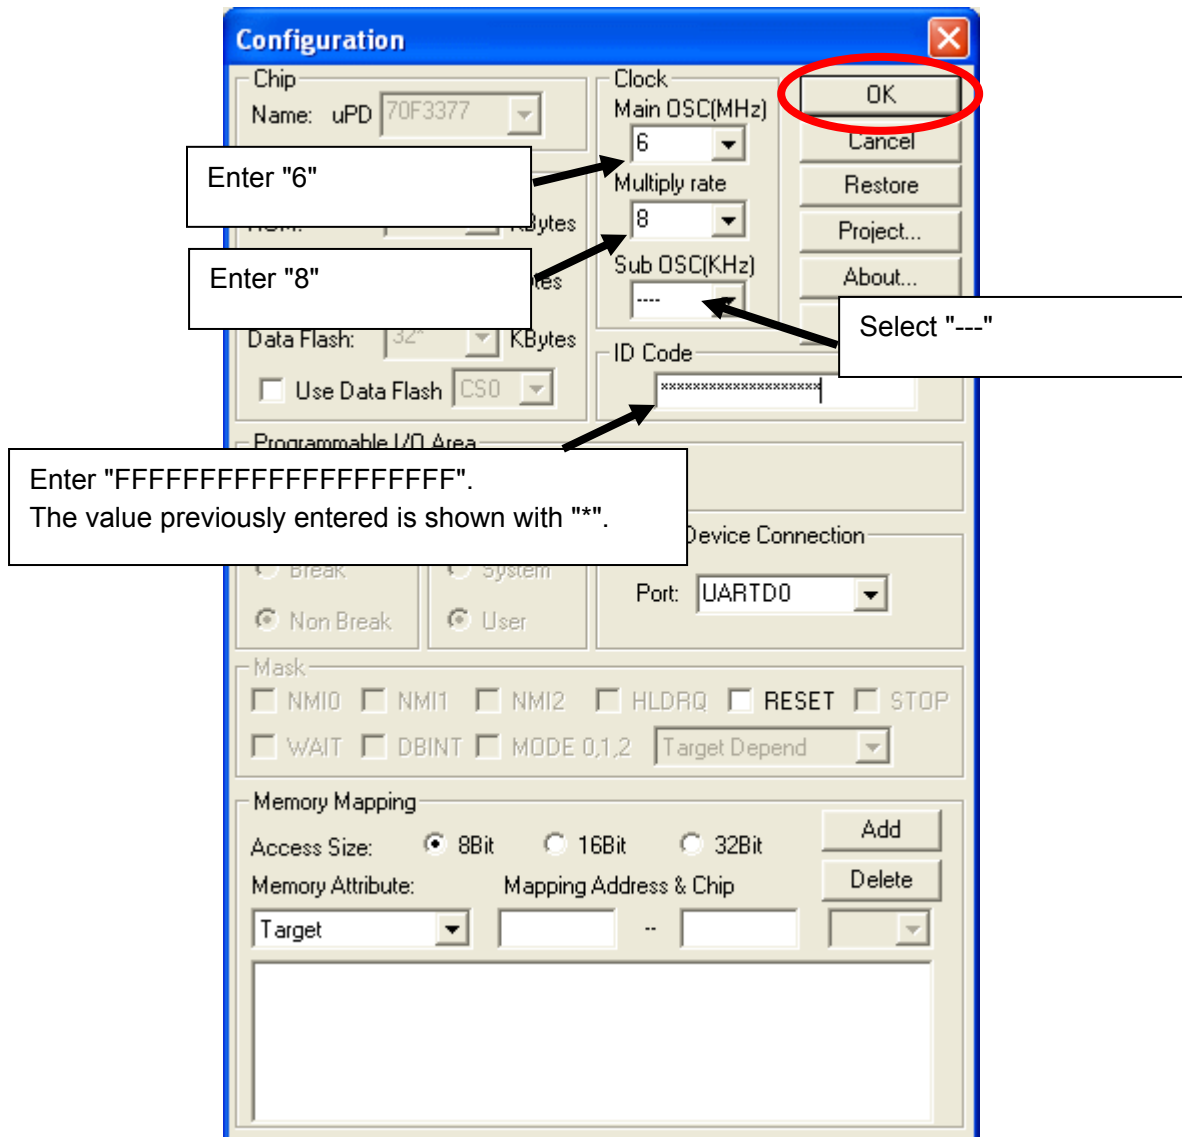 Configuration
Chip
Name: uPD 70F3377
Clock
Main OSC(MHz)
6
Multiply rate
8
Sub OSC(KHz)
----
OK
Cancel
Restore
Project...
About...
Enter "6"
KBytes
Enter "8"
Select "---"
Data Flash: 32* KBytes
Use Data Flash CS0
ID Code
********************
Programmable I/O Area
Enter "FFFFFFFFFFFFFFFFFFFF".
The value previously entered is shown with "*".
Device Connection
Break
System
Port: UARTD0
Non Break
User
Mask
NMI0 NMI1 NMI2 HLDRQ RESET STOP
WAIT DBINT MODE 0,1,2 Target Depend
Memory Mapping
Access Size: 8Bit 16Bit 32Bit
Add
Memory Attribute: Mapping Address & Chip
Delete
Target
--